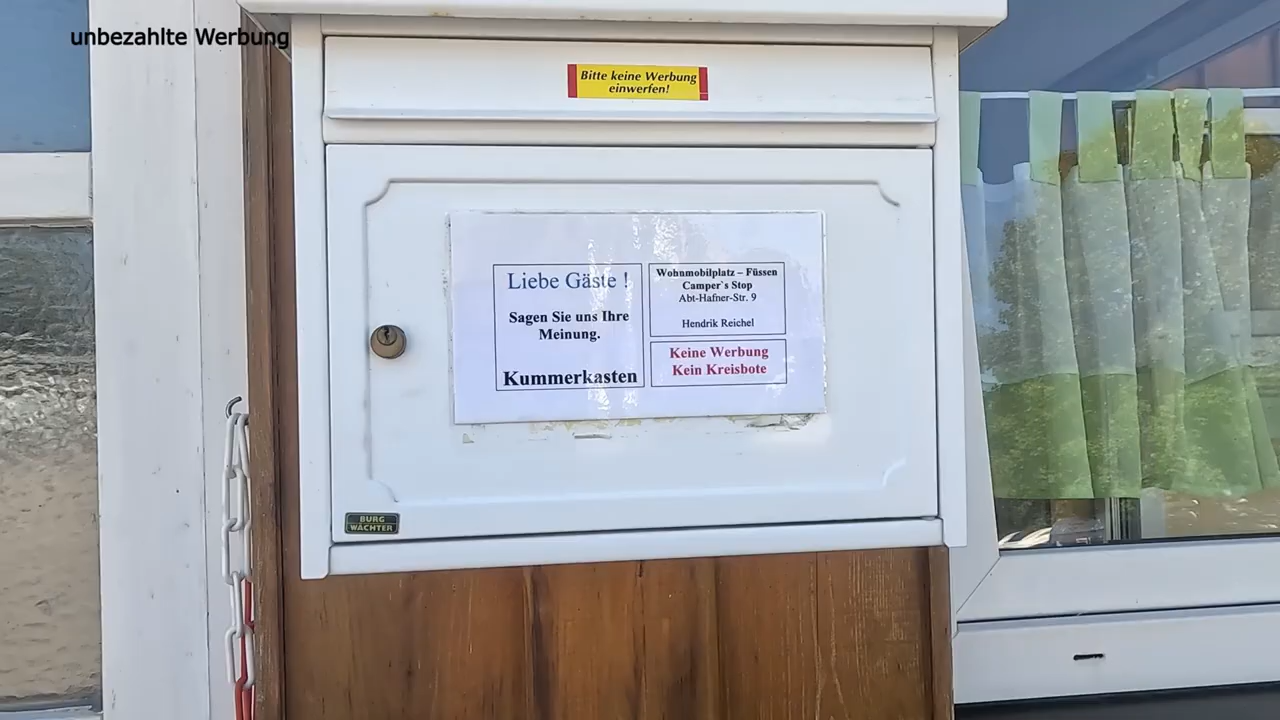 unbezahlte Werbung
Bitte keine Werbung
einwerfen!
Liebe Gäste !
Sagen Sie uns Ihre
Meinung.
Kummerkasten
Wohnmobilplatz – Füssen
Camper`s Stop
Abt-Hafner-Str. 9
Hendrik Reichel
Keine Werbung
Kein Kreisbote
BURG
WÄCHTER